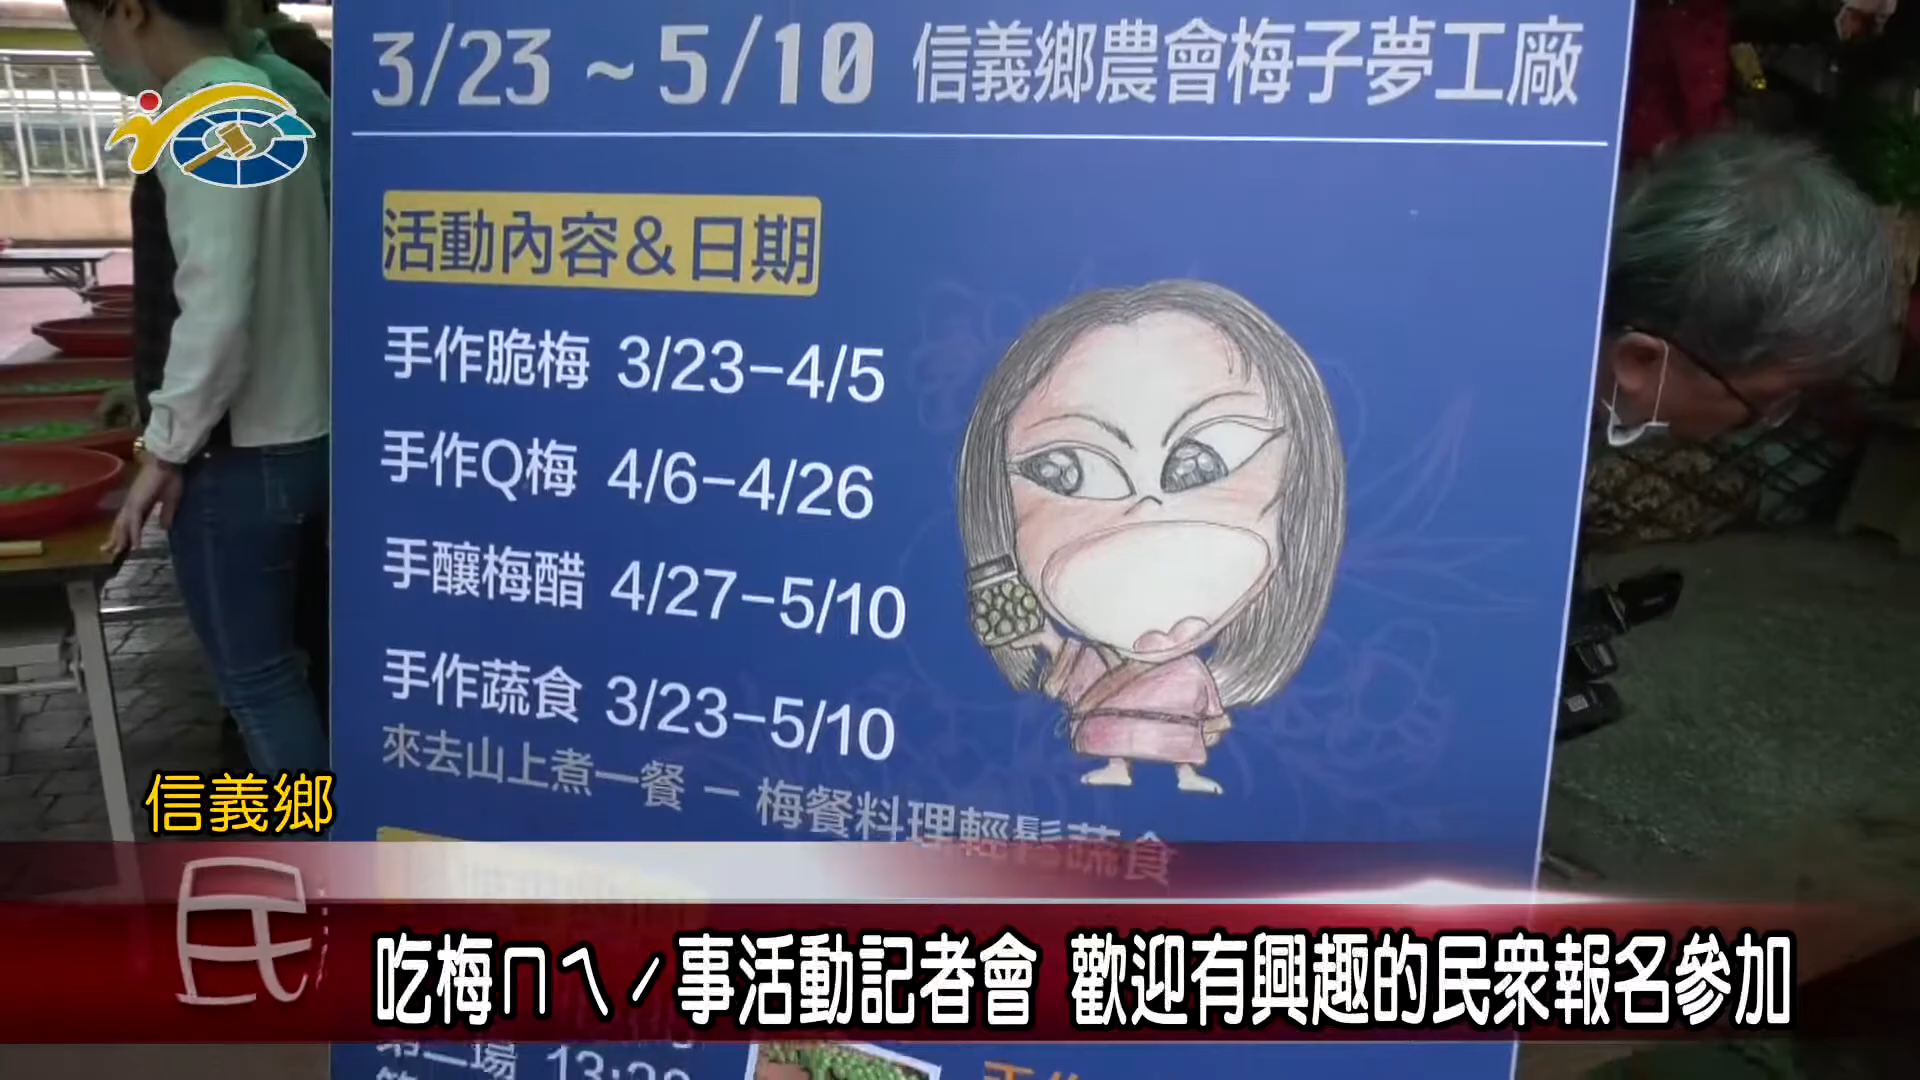 3/23 ~ 5/10 信義鄉農會梅子夢工廠
活動內容&日期
手作脆梅 3/23-4/5
手作Q梅 4/6-4/26
手釀梅醋 4/27-5/10
手作蔬食 3/23-5/10
來去山上煮一餐 - 梅餐料理輕鬆蔬食
信義鄉
民
吃梅ㄇㄟˊ事活動記者會 歡迎有興趣的民眾報名參加